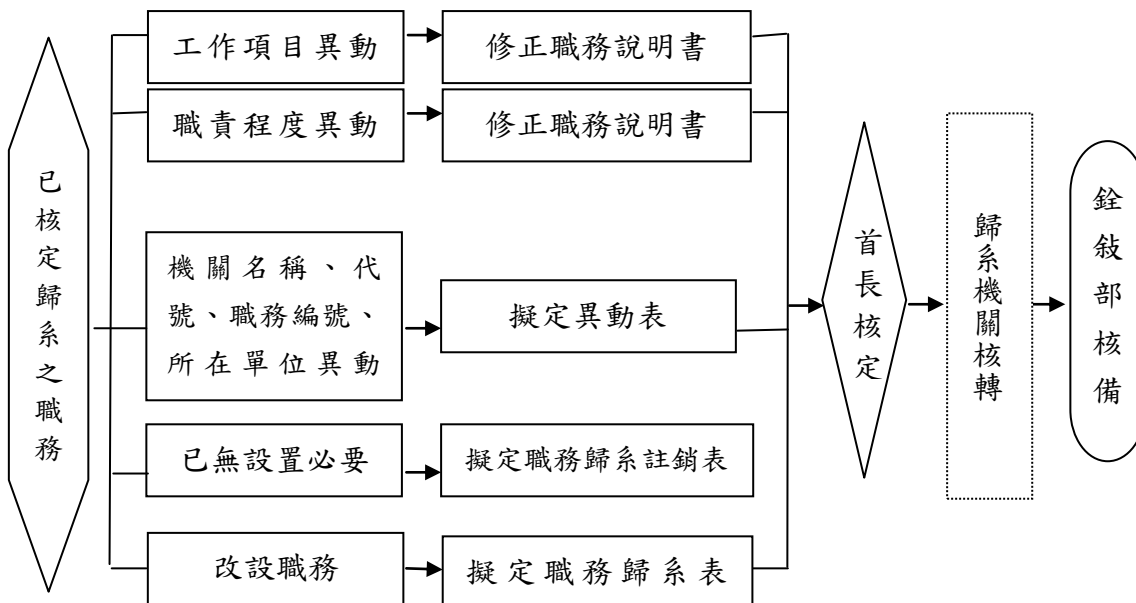 已核定歸系之職務
工作項目異動
修正職務說明書
職責程度異動
修正職務說明書
機關名稱、代
號、職務編號、
所在單位異動
擬定異動表
已無設置必要
擬定職務歸系註銷表
改設職務
擬定職務歸系表
首長核定
歸系機關核轉
銓敍部核備